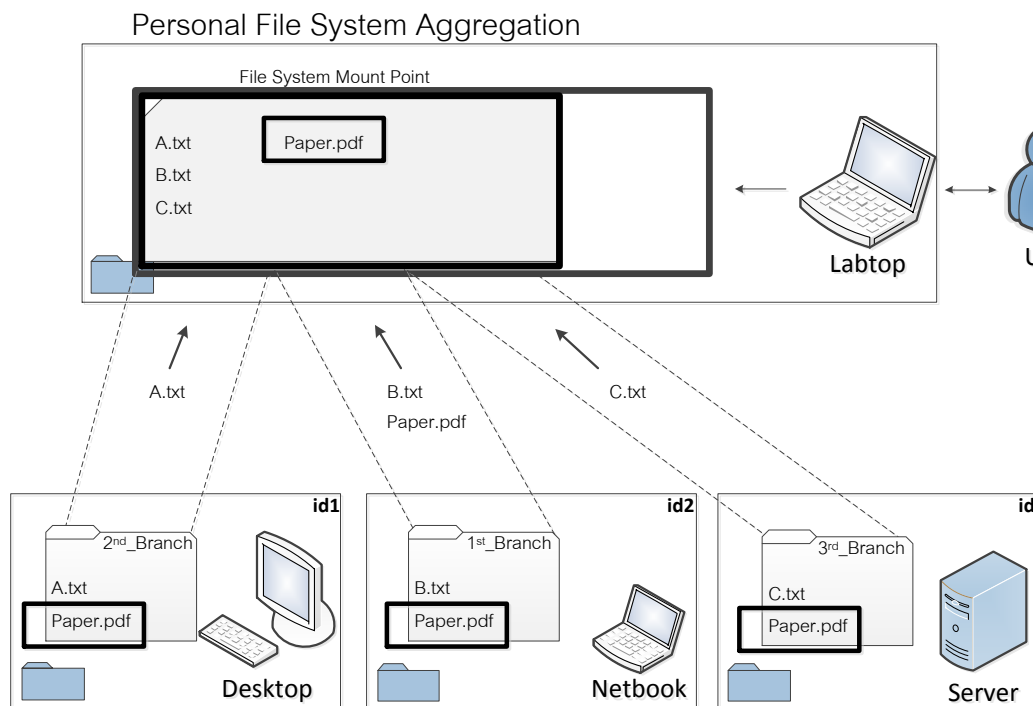 Personal File System Aggregation
File System Mount Point
A.txt
Paper.pdf
B.txt
C.txt
Labtop
U
A.txt
B.txt
Paper.pdf
C.txt
id1
2nd_Branch
A.txt
Paper.pdf
Desktop
id2
1st_Branch
B.txt
Paper.pdf
Netbook
id
3rd_Branch
C.txt
Paper.pdf
Server